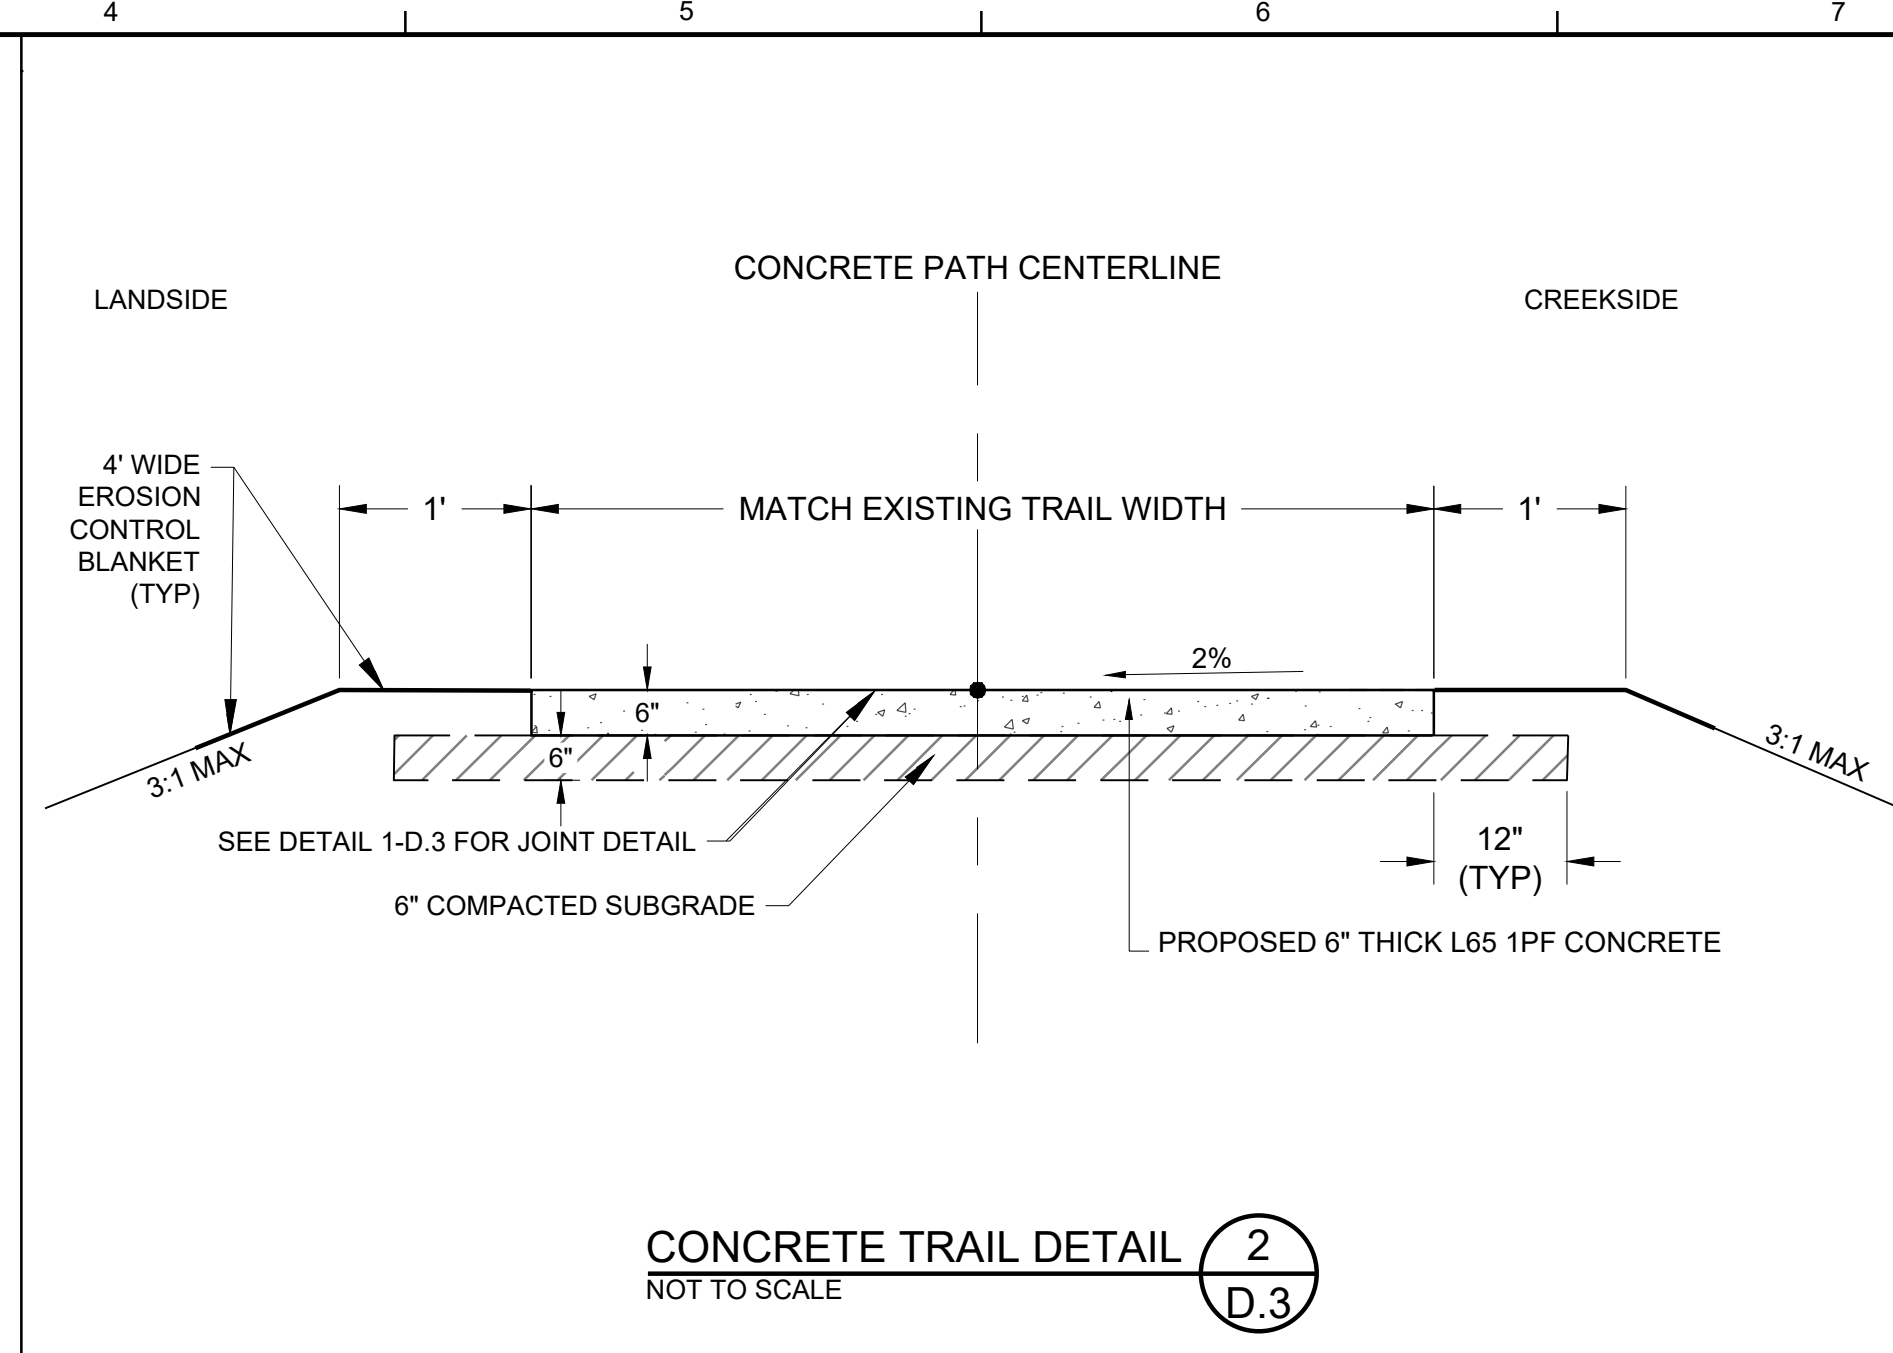 4
5
6
7
CONCRETE PATH CENTERLINE
LANDSIDE
CREEKSIDE
4' WIDE
EROSION
CONTROL
BLANKET
(TYP)
1'
MATCH EXISTING TRAIL WIDTH
1'
2%
6"
6"
3:1 MAX
3:1 MAX
SEE DETAIL 1-D.3 FOR JOINT DETAIL
12"
(TYP)
6" COMPACTED SUBGRADE
PROPOSED 6" THICK L65 1PF CONCRETE
CONCRETE TRAIL DETAIL
NOT TO SCALE
2
D.3